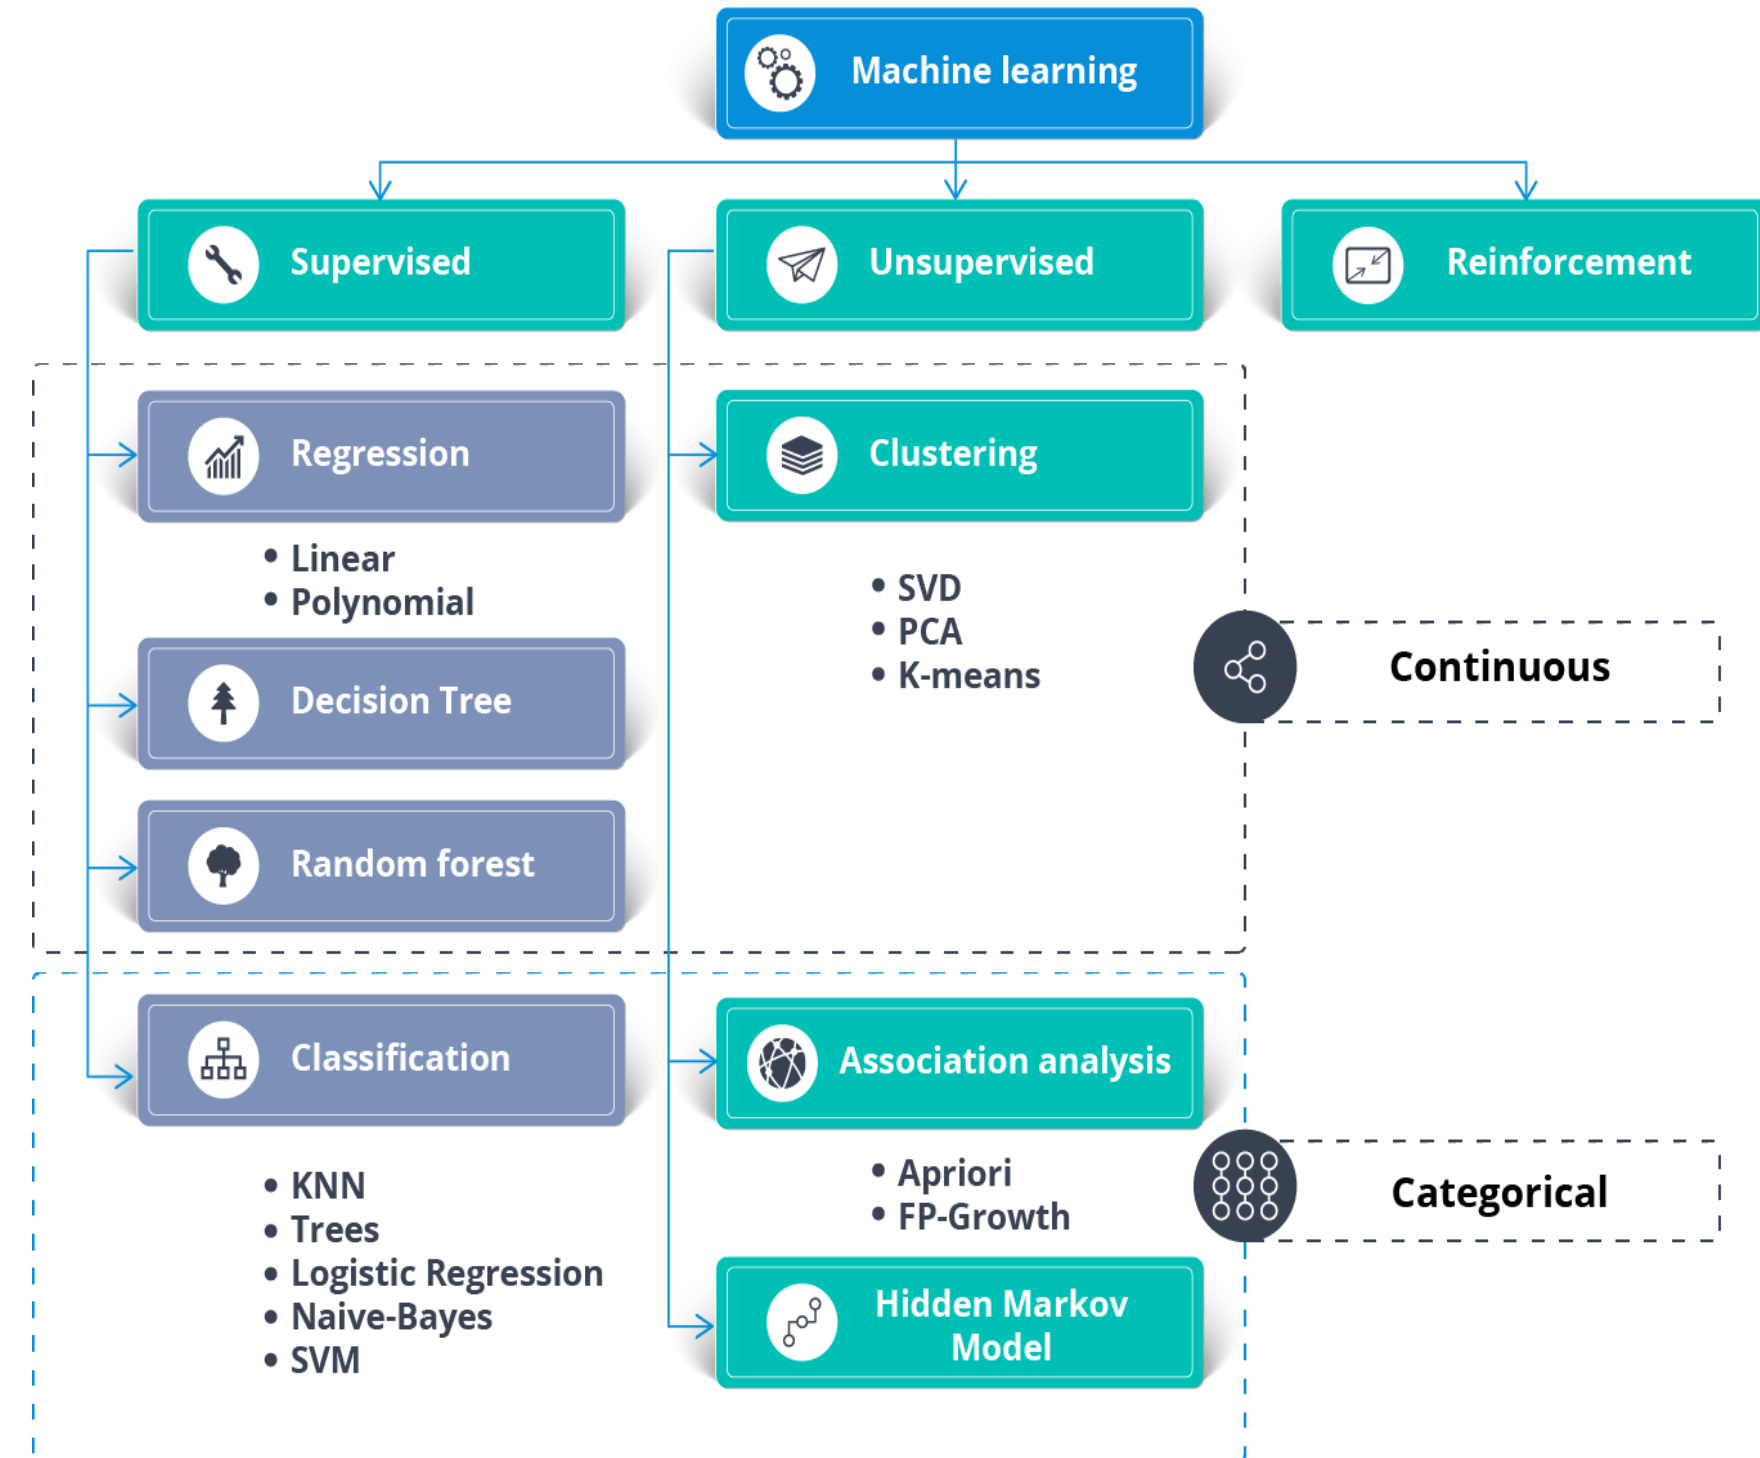 Machine learning
Supervised
Unsupervised
Reinforcement
Regression
• Linear
• Polynomial
Decision Tree
Random forest
Clustering
• SVD
• PCA
• K-means
Continuous
Classification
• KNN
• Trees
• Logistic Regression
• Naive-Bayes
• SVM
Association analysis
• Apriori
• FP-Growth
Hidden Markov
Model
Categorical